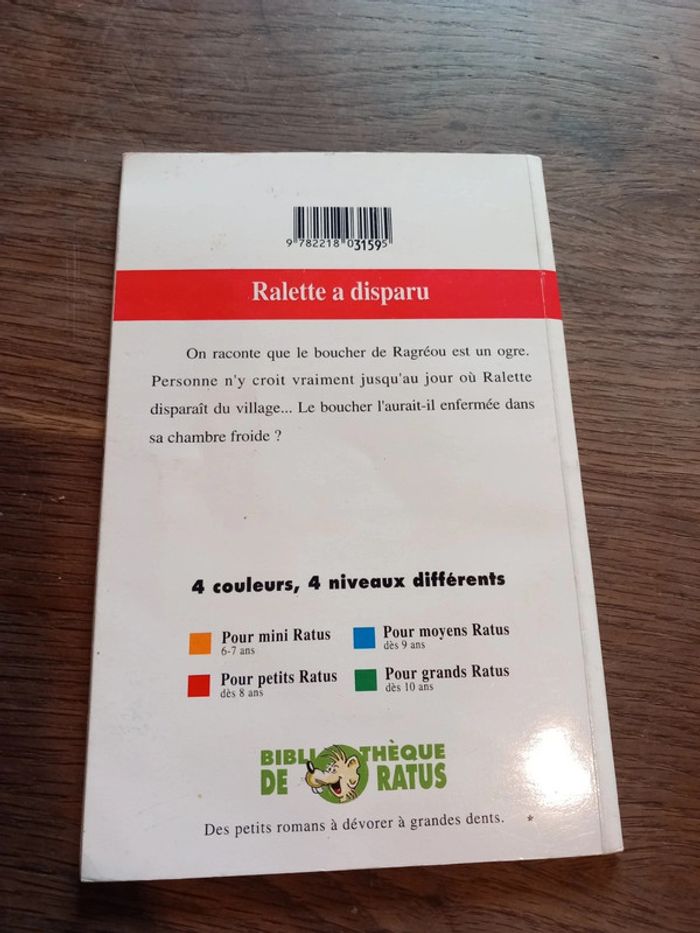 9 782218 031595
Ralette a disparu
On raconte que le boucher de Ragréou est un ogre.
Personne n'y croit vraiment jusqu'au jour où Ralette
disparaît du village... Le boucher l'aurait-il enfermée dans
sa chambre froide ?
4 couleurs, 4 niveaux différents
Pour mini Ratus
6-7 ans
Pour moyens Ratus
dès 9 ans
Pour petits Ratus
dès 8 ans
Pour grands Ratus
dès 10 ans
BIBLIOTHÈQUE
DE RATUS
Des petits romans à dévorer à grandes dents. *